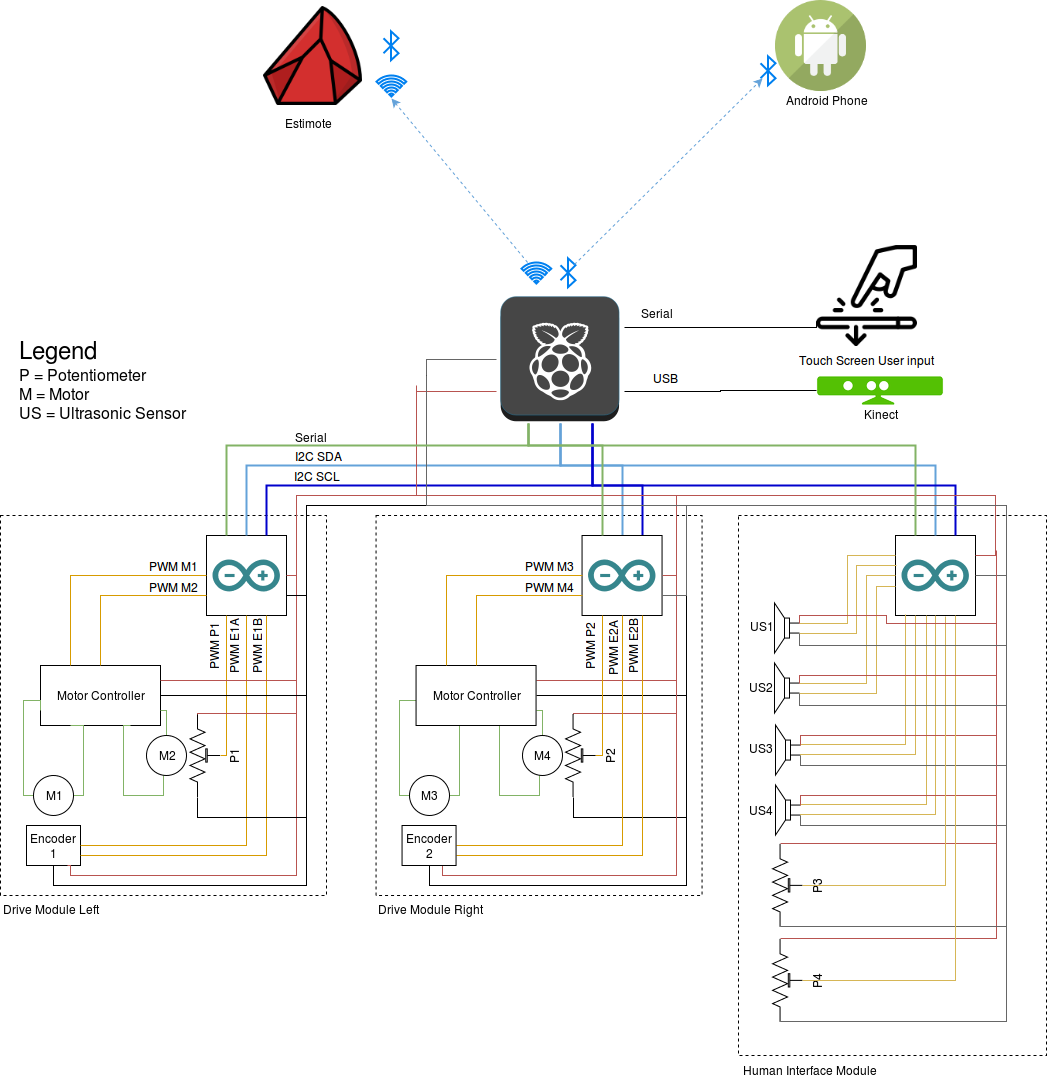 Estimote
Android Phone
Serial
Touch Screen User input
USB
Kinect
Legend
P = Potentiometer
M = Motor
US = Ultrasonic Sensor
Serial
I2C SDA
I2C SCL
PWM M1
PWM M2
PWM P1
PWM E1A
PWM E1B
Motor Controller
M2
P1
M1
Encoder
1
Drive Module Left
PWM M3
PWM M4
PWM P2
PWM E2A
PWM E2B
Motor Controller
M4
P2
M3
Encoder
2
Drive Module Right
US1
US2
US3
US4
P3
P4
Human Interface Module